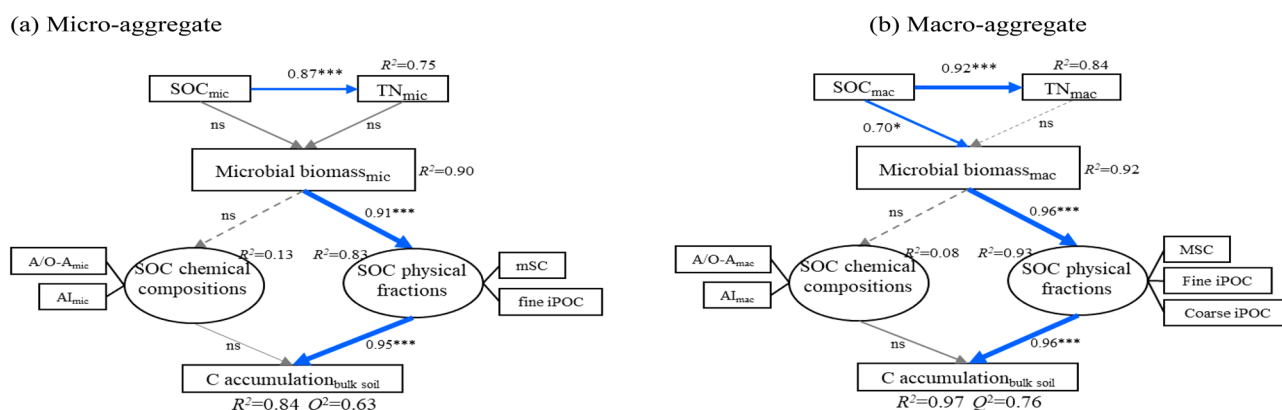 (a) Micro-aggregate
R²=0.75
0.87***
SOCmic
TNmic
ns
ns
Microbial biomassmic
R²=0.90
ns
0.91***
R²=0.13
R²=0.83
A/O-Amic
AImic
SOC chemical
compositions
SOC physical
fractions
mSC
fine iPOC
ns
0.95***
C accumulationbulk soil
R²=0.84 Q²=0.63
(b) Macro-aggregate
R²=0.84
0.92***
SOCmac
TNmac
0.70*
ns
Microbial biomassmac
R²=0.92
ns
0.96***
R²=0.08
R²=0.93
A/O-Amac
AImac
SOC chemical
compositions
SOC physical
fractions
MSC
Fine iPOC
Coarse iPOC
ns
0.96***
C accumulationbulk soil
R²=0.97 Q²=0.76